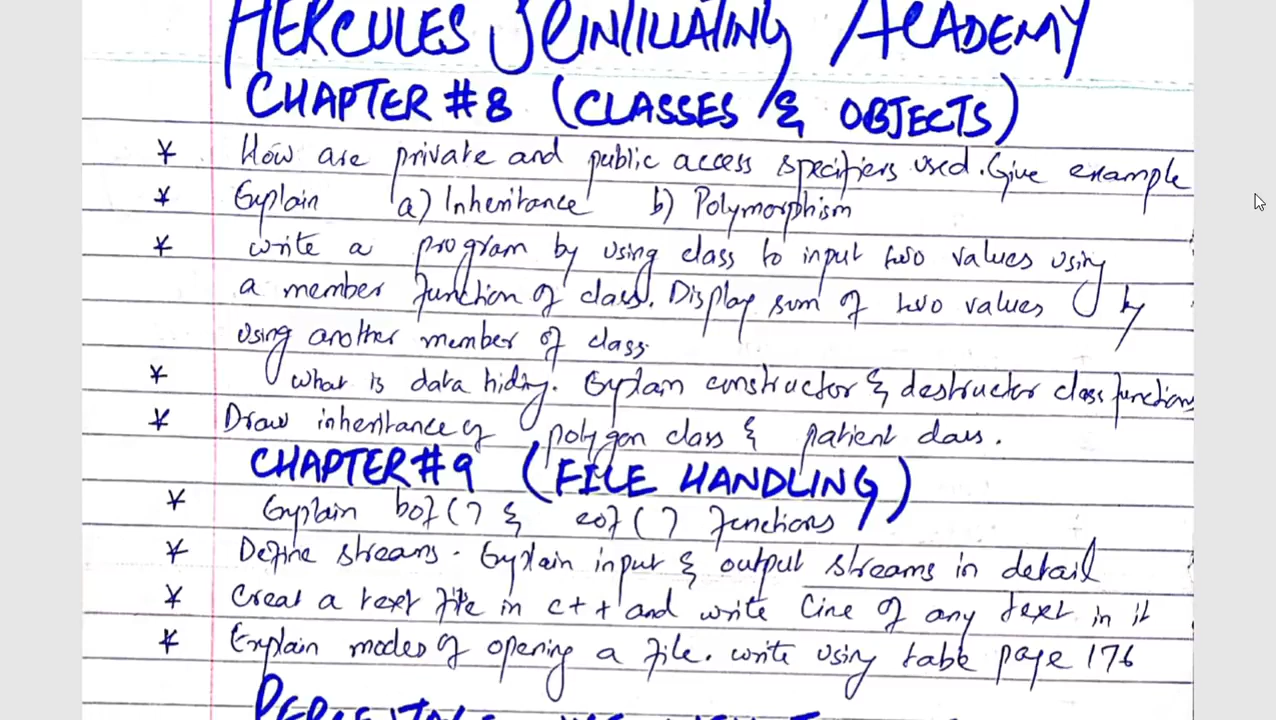 HERCULES SCINTILLATING ACADEMY
CHAPTER #8 (CLASSES & OBJECTS)
* How are private and public access specifiers used. Give example
* Explain a) Inheritance b) Polymorphism
* write a program by using class to input two values using
a member function of class. Display sum of two values by
using another member of class.
* what is data hiding. Explain constructor & destructor class functions
* Draw inheritance of polygon class & patient class.
CHAPTER #9 (FILE HANDLING)
* Explain bof() & eof() functions
* Define streams. Explain input & output streams in detail
* Creat a text file in c++ and write line of any text in it
* Explain modes of opening a file. write using table page 176